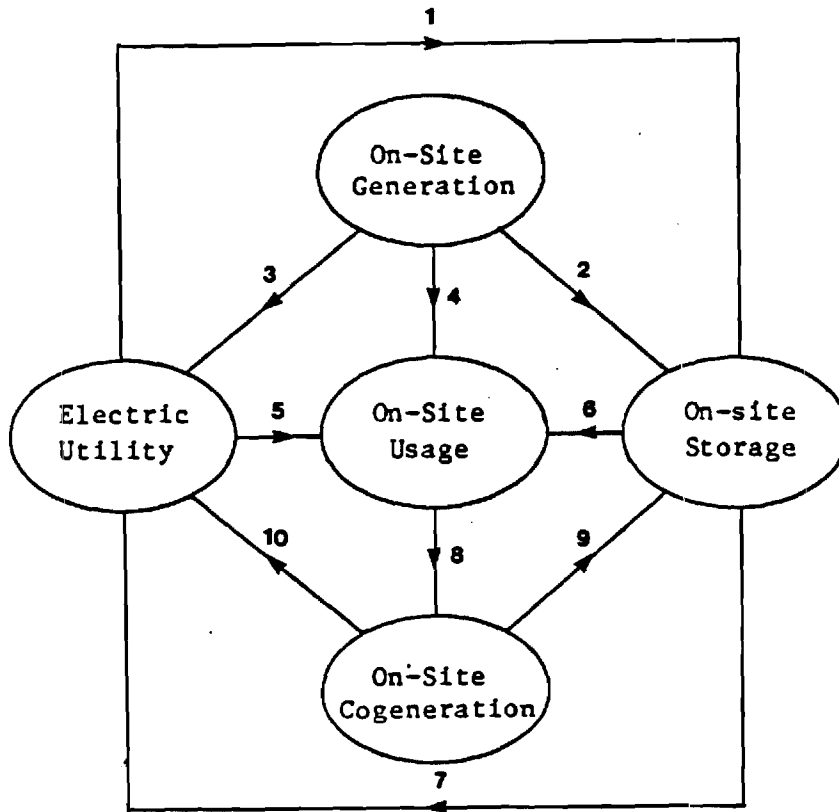 1
On-Site
Generation
3
4
2
Electric
Utility
5
On-Site
Usage
6
On-site
Storage
10
8
9
On-Site
Cogeneration
7